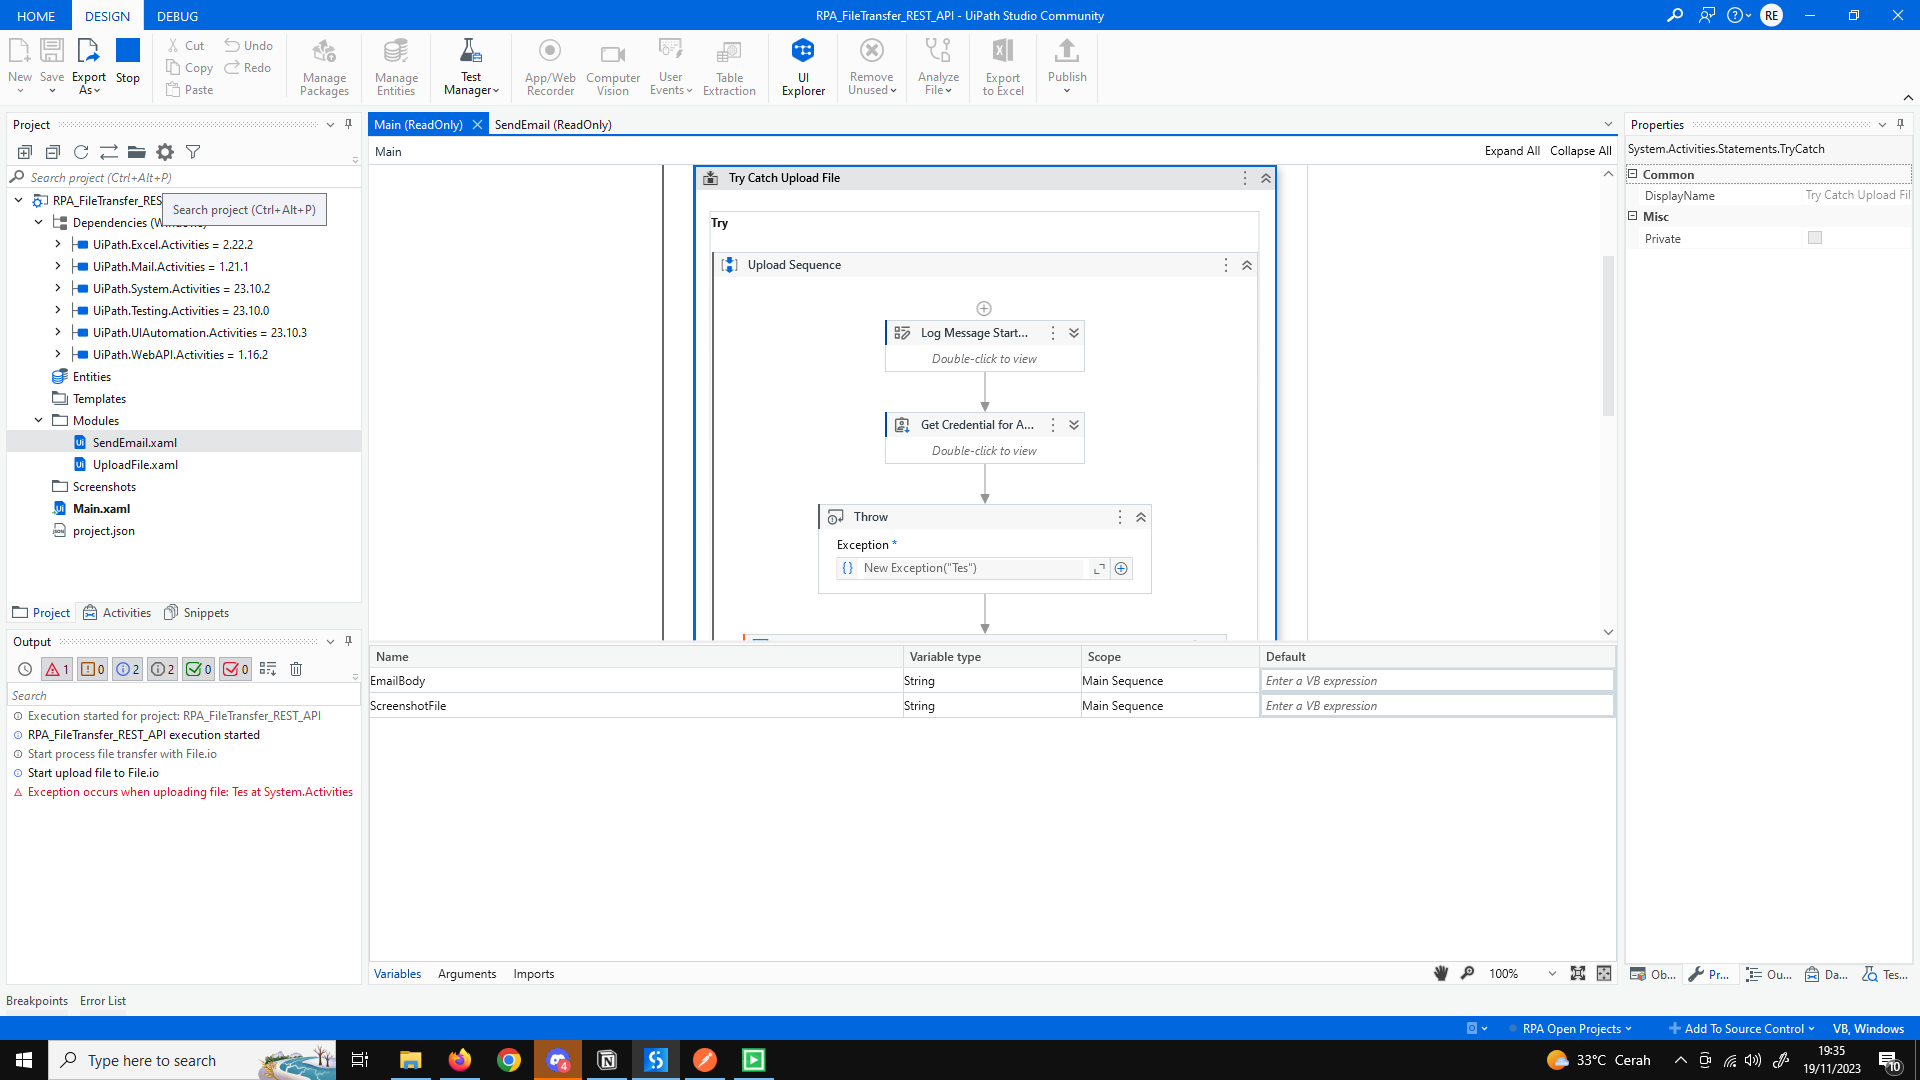 HOME DESIGN DEBUG
RPA_FileTransfer_REST_API - UiPath Studio Community
RE
New Save Export As Stop
Cut Copy Paste
Undo Redo
Manage Packages
Manage Entities
Test Manager
App/Web Recorder
Computer Vision
User Events
Table Extraction
UI Explorer
Remove Unused
Analyze File
Export to Excel
Publish
Project
Search project (Ctrl+Alt+P)
RPA_FileTransfer_RES
Search project (Ctrl+Alt+P)
Dependencies (W
UiPath.Excel.Activities = 2.22.2
UiPath.Mail.Activities = 1.21.1
UiPath.System.Activities = 23.10.2
UiPath.Testing.Activities = 23.10.0
UiPath.UIAutomation.Activities = 23.10.3
UiPath.WebAPI.Activities = 1.16.2
Entities
Templates
Modules
SendEmail.xaml
UploadFile.xaml
Screenshots
Main.xaml
project.json
Project Activities Snippets
Output
1 0 2 2 0 0
Search
Execution started for project: RPA_FileTransfer_REST_API
RPA_FileTransfer_REST_API execution started
Start process file transfer with File.io
Start upload file to File.io
Exception occurs when uploading file: Tes at System.Activities
Main (ReadOnly) SendEmail (ReadOnly)
Main
Expand All Collapse All
Try Catch Upload File
Try
Upload Sequence
Log Message Start...
Double-click to view
Get Credential for A...
Double-click to view
Throw
Exception *
New Exception("Tes")
Name Variable type Scope Default
EmailBody String Main Sequence Enter a VB expression
ScreenshotFile String Main Sequence Enter a VB expression
Variables Arguments Imports
100%
Properties
System.Activities.Statements.TryCatch
Common
DisplayName Try Catch Upload Fil
Misc
Private
Ob... Pr... Ou... Da... Tes...
Breakpoints Error List
RPA Open Projects Add To Source Control VB, Windows
Type here to search
4
33°C Cerah
19:35
19/11/2023
10